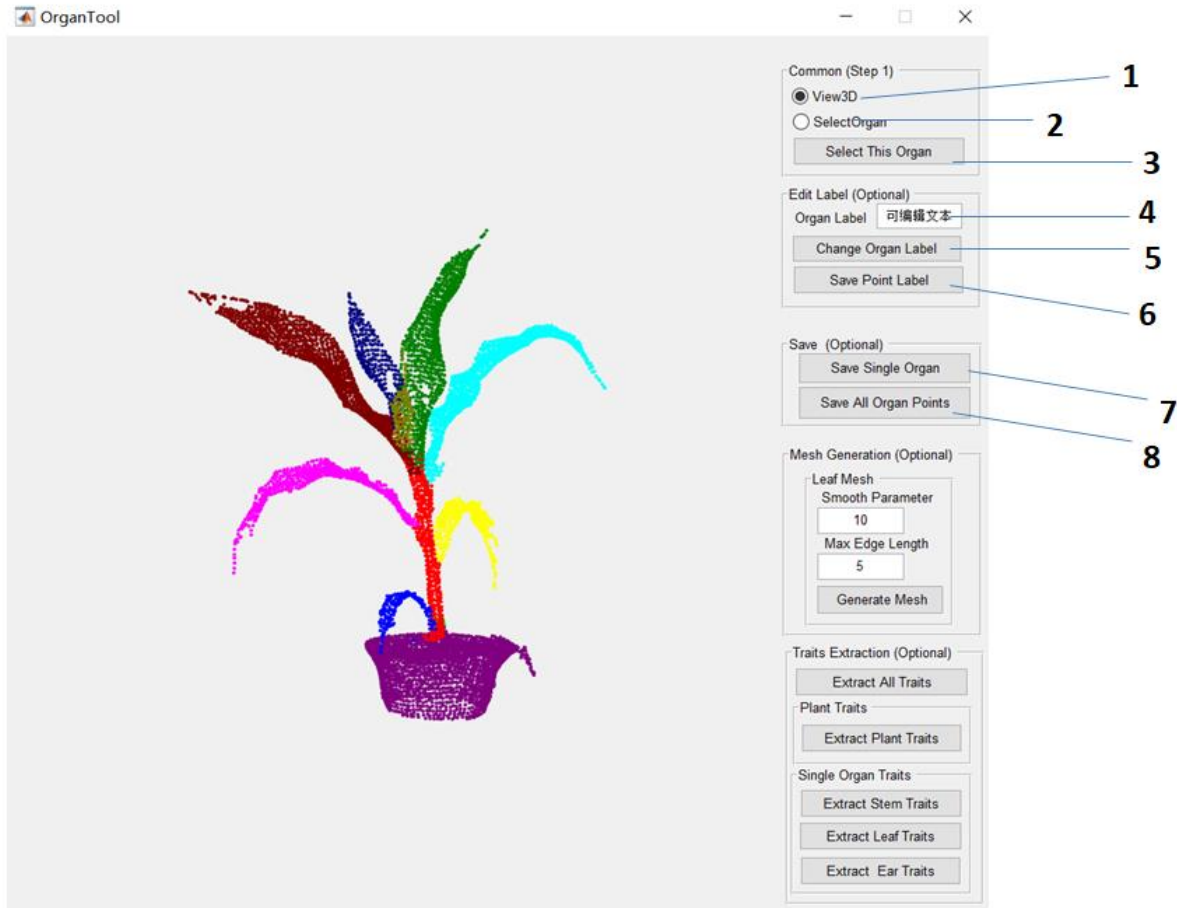 OrganTool
Common (Step 1)
View3D
1
SelectOrgan
2
Select This Organ
3
Edit Label (Optional)
Organ Label 可编辑文本
4
Change Organ Label
5
Save Point Label
6
Save (Optional)
Save Single Organ
7
Save All Organ Points
8
Mesh Generation (Optional)
Leaf Mesh
Smooth Parameter
10
Max Edge Length
5
Generate Mesh
Traits Extraction (Optional)
Extract All Traits
Plant Traits
Extract Plant Traits
Single Organ Traits
Extract Stem Traits
Extract Leaf Traits
Extract Ear Traits